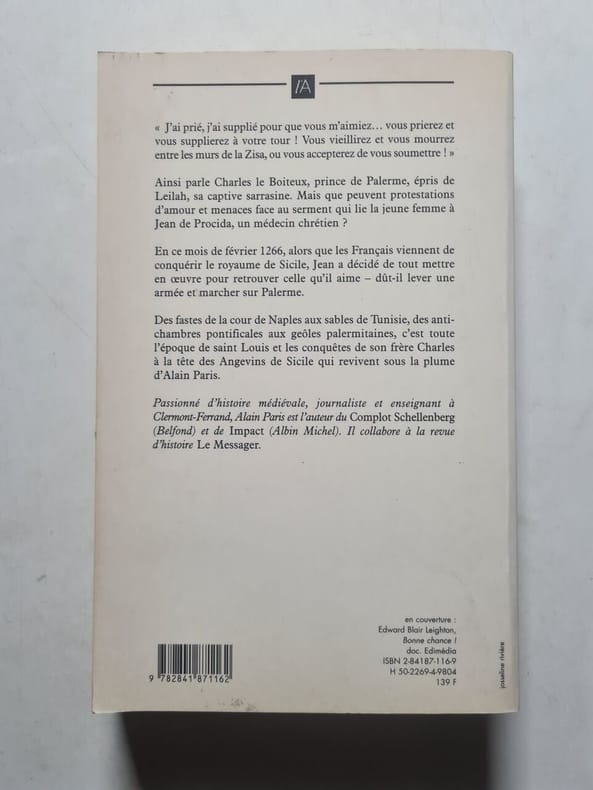 l'A
« J'ai prié, j'ai supplié pour que vous m'aimiez... vous prierez et
vous supplierez à votre tour ! Vous vieillirez et vous mourrez
entre les murs de la Zisa, ou vous accepterez de vous soumettre ! »
Ainsi parle Charles le Boiteux, prince de Palerme, épris de
Leilah, sa captive sarrasine. Mais que peuvent protestations
d'amour et menaces face au serment qui lie la jeune femme à
Jean de Procida, un médecin chrétien ?
En ce mois de février 1266, alors que les Français viennent de
conquérir le royaume de Sicile, Jean a décidé de tout mettre
en œuvre pour retrouver celle qu'il aime – dût-il lever une
armée et marcher sur Palerme.
Des fastes de la cour de Naples aux sables de Tunisie, des anti-
chambres pontificales aux geôles palermitaines, c'est toute
l'époque de saint Louis et les conquêtes de son frère Charles
à la tête des Angevins de Sicile qui revivent sous la plume
d'Alain Paris.
Passionné d'histoire médiévale, journaliste et enseignant à
Clermont-Ferrand, Alain Paris est l'auteur du Complot Schellenberg
(Belfond) et de Impact (Albin Michel). Il collabore à la revue
d'histoire Le Messager.
en couverture :
Edward Blair Leighton,
Bonne chance !
doc. Edimédia
ISBN 2-84187-116-9
H 50-2269-4-9804
139 F
9 782841 871162
josseline rivière